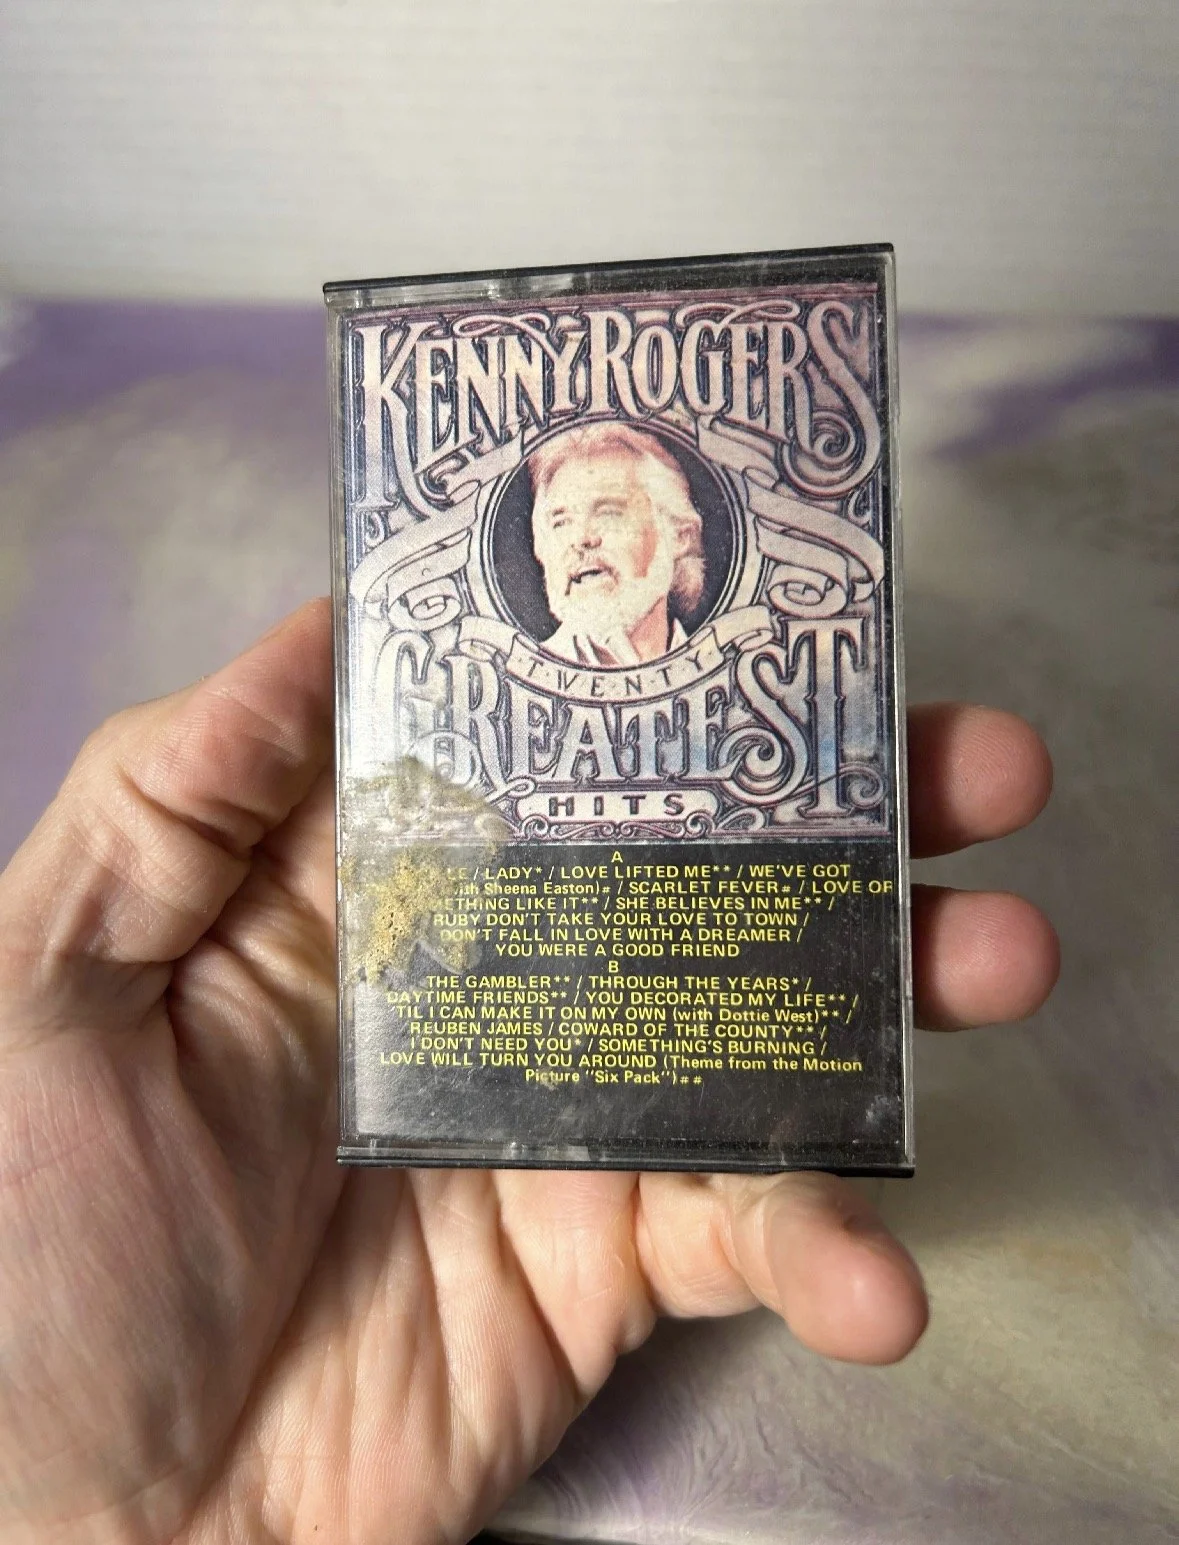 KENNY ROGERS
TWENTY
GREATEST
HITS
A
/ LADY* / LOVE LIFTED ME** / WE'VE GOT
Sheena Easton)# / SCARLET FEVER# / LOVE OR
LIKE IT** / SHE BELIEVES IN ME** /
RUBY DON'T TAKE YOUR LOVE TO TOWN /
DON'T FALL IN LOVE WITH A DREAMER /
YOU WERE A GOOD FRIEND
B
THE GAMBLER** / THROUGH THE YEARS* /
DAYTIME FRIENDS** / YOU DECORATED MY LIFE** /
'TIL I CAN MAKE IT ON MY OWN (with Dottie West)** /
REUBEN JAMES / COWARD OF THE COUNTY** /
I DON'T NEED YOU* / SOMETHING'S BURNING /
LOVE WILL TURN YOU AROUND (Theme from the Motion
Picture "Six Pack")##